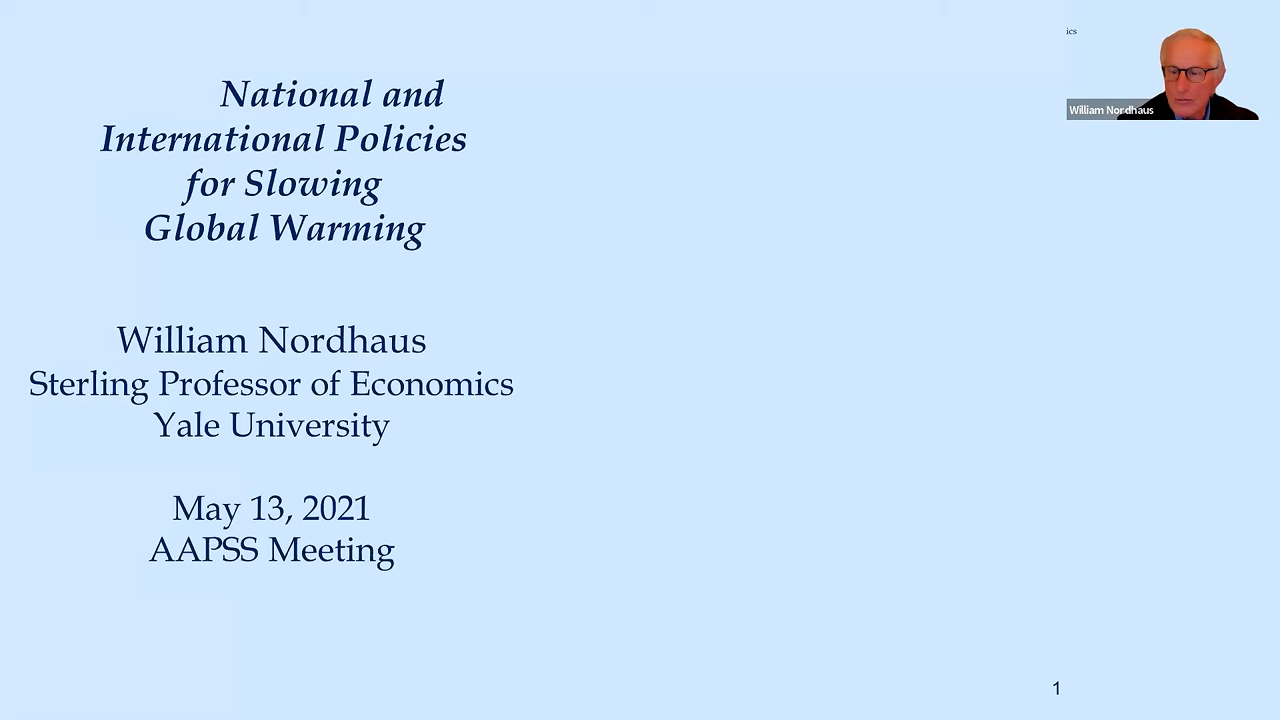 National and
International Policies
for Slowing
Global Warming
William Nordhaus
Sterling Professor of Economics
Yale University
May 13, 2021
AAPSS Meeting
ics
William Nordhaus
1